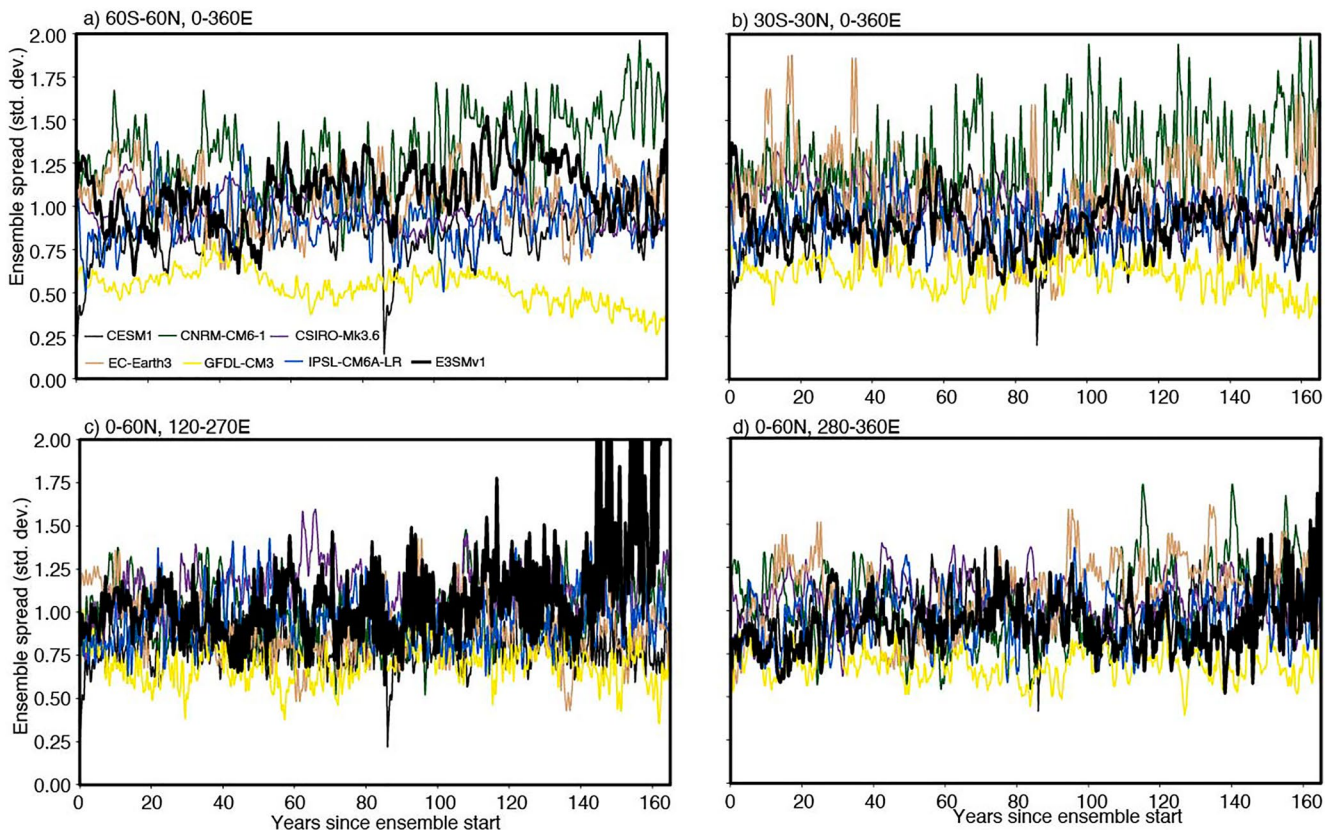 a) 60S-60N, 0-360E
b) 30S-30N, 0-360E
Ensemble spread (std. dev.)
2.00
1.75
1.50
1.25
1.00
0.75
0.50
0.25
0.00
CESM1 CNRM-CM6-1 CSIRO-Mk3.6
EC-Earth3 GFDL-CM3 IPSL-CM6A-LR E3SMv1
0 20 40 60 80 100 120 140 160
c) 0-60N, 120-270E
d) 0-60N, 280-360E
Ensemble spread (std. dev.)
2.00
1.75
1.50
1.25
1.00
0.75
0.50
0.25
0.00
0 20 40 60 80 100 120 140 160
Years since ensemble start
0 20 40 60 80 100 120 140 160
Years since ensemble start